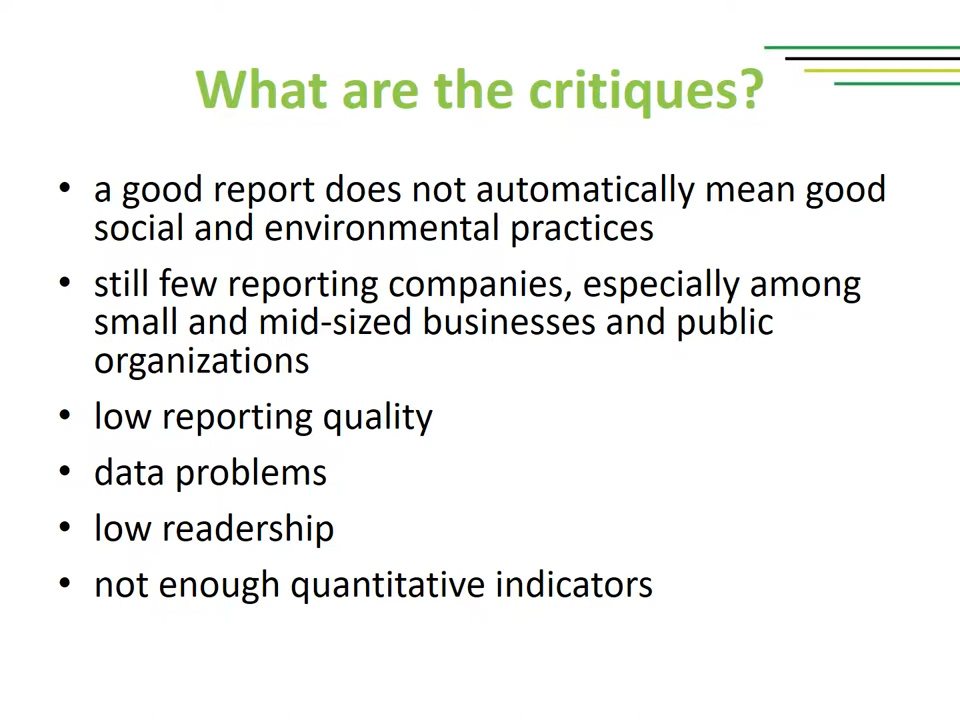 What are the critiques?
• a good report does not automatically mean good
social and environmental practices
• still few reporting companies, especially among
small and mid-sized businesses and public
organizations
• low reporting quality
• data problems
• low readership
• not enough quantitative indicators